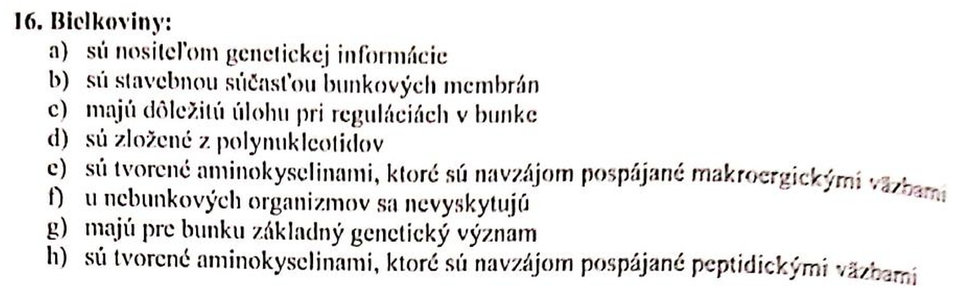 16. Bielkoviny:
a) sú nositeľom genetickej informácie
b) sú stavebnou súčasťou bunkových membrán
c) majú dôležitú úlohu pri reguláciách v bunke
d) sú zložené z polynukleotidov
e) sú tvorené aminokyselinami, ktoré sú navzájom pospájané makroergickými väzbami
f) u nebunkových organizmov sa nevyskytujú
g) majú pre bunku základný genetický význam
h) sú tvorené aminokyselinami, ktoré sú navzájom pospájané peptidickými väzbami